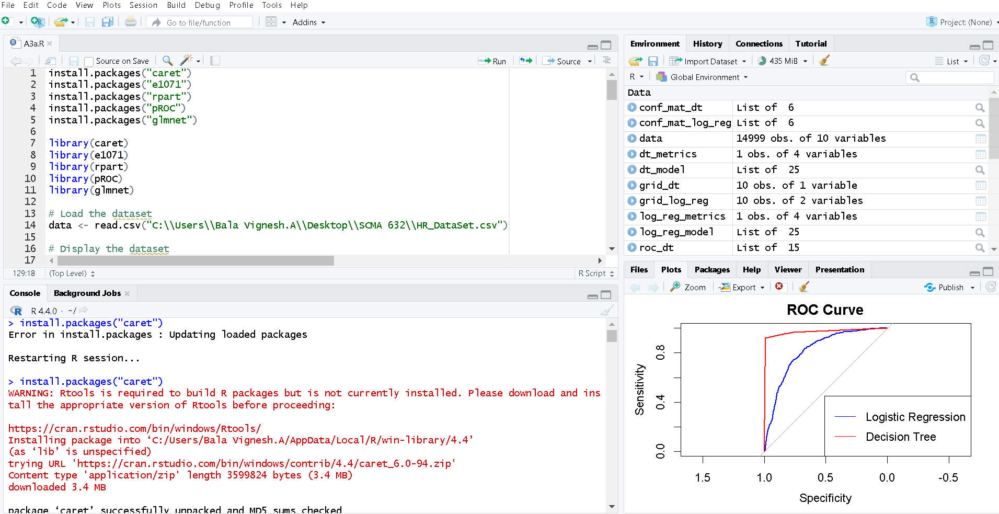 File Edit Code View Plots Session Build Debug Profile Tools Help
Go to file/function Addins Project: (None)
A3a.R
Source on Save Run Source
1 install.packages("caret")
2 install.packages("e1071")
3 install.packages("rpart")
4 install.packages("pROC")
5 install.packages("glmnet")
6
7 library(caret)
8 library(e1071)
9 library(rpart)
10 library(pROC)
11 library(glmnet)
12
13 # Load the dataset
14 data <- read.csv("C:\\Users\\Bala Vignesh.A\\Desktop\\SCMA 632\\HR_DataSet.csv")
15
16 # Display the dataset
17
129:18 (Top Level) R Script
Console Background Jobs
R 4.4.0 · ~/
> install.packages("caret")
Error in install.packages : Updating loaded packages
Restarting R session...
> install.packages("caret")
WARNING: Rtools is required to build R packages but is not currently installed. Please download and ins
tall the appropriate version of Rtools before proceeding:
https://cran.rstudio.com/bin/windows/Rtools/
Installing package into ‘C:/Users/Bala Vignesh.A/AppData/Local/R/win-library/4.4’
(as ‘lib’ is unspecified)
trying URL 'https://cran.rstudio.com/bin/windows/contrib/4.4/caret_6.0-94.zip'
Content type 'application/zip' length 3599824 bytes (3.4 MB)
downloaded 3.4 MB
package ‘caret’ successfully unpacked and MD5 sums checked
Environment History Connections Tutorial
Import Dataset 435 MiB List
R Global Environment
Data
conf_mat_dt List of 6
conf_mat_log_reg List of 6
data 14999 obs. of 10 variables
dt_metrics 1 obs. of 4 variables
dt_model List of 25
grid_dt 10 obs. of 1 variable
grid_log_reg 10 obs. of 2 variables
log_reg_metrics 1 obs. of 4 variables
log_reg_model List of 25
roc_dt List of 15
Files Plots Packages Help Viewer Presentation
Zoom Export Publish
ROC Curve
Sensitivity
0.8
0.4
0.0
Logistic Regression
Decision Tree
1.5 1.0 0.5 0.0 -0.5
Specificity